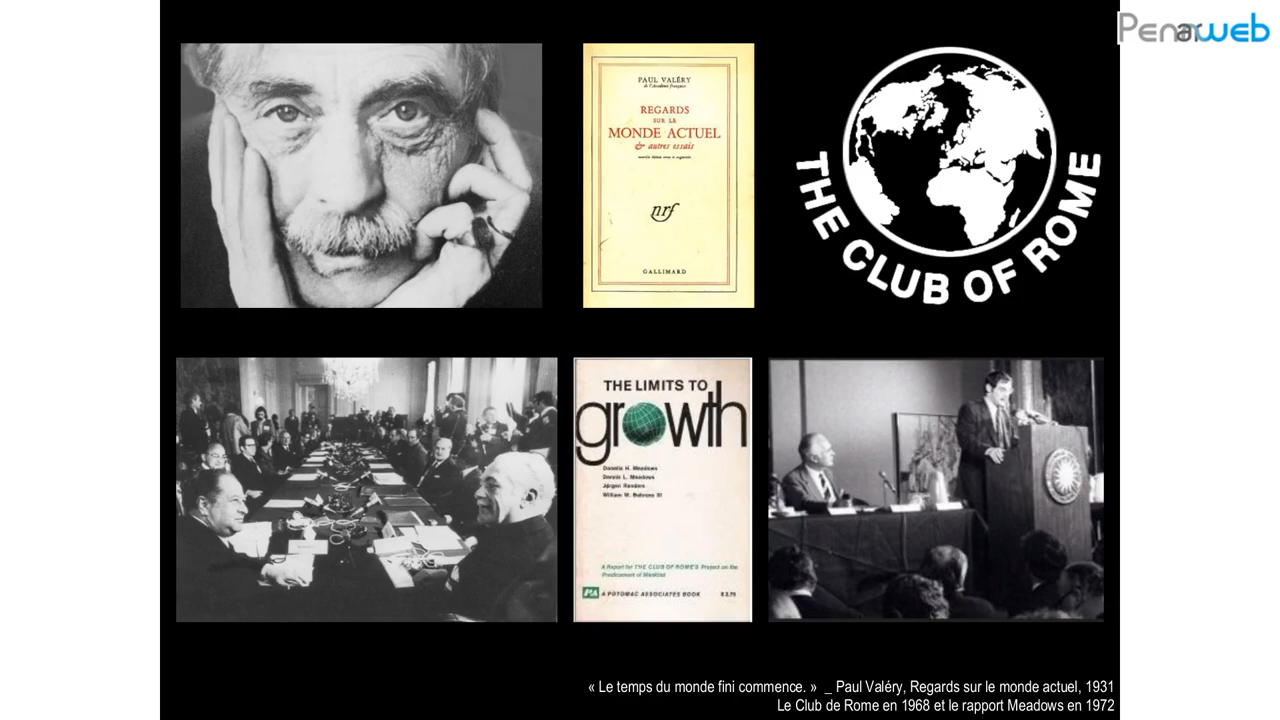 Penarweb
PAUL VALÉRY
de l'Académie française
REGARDS
SUR LE
MONDE ACTUEL
& autres essais
nrf
GALLIMARD
THE CLUB OF ROME
THE LIMITS TO
growth
Donella H. Meadows
Dennis L. Meadows
Jørgen Randers
William W. Behrens III
A Report for THE CLUB OF ROME'S Project on the
Predicament of Mankind
A POTOMAC ASSOCIATES BOOK $2.75
« Le temps du monde fini commence. » _ Paul Valéry, Regards sur le monde actuel, 1931
Le Club de Rome en 1968 et le rapport Meadows en 1972